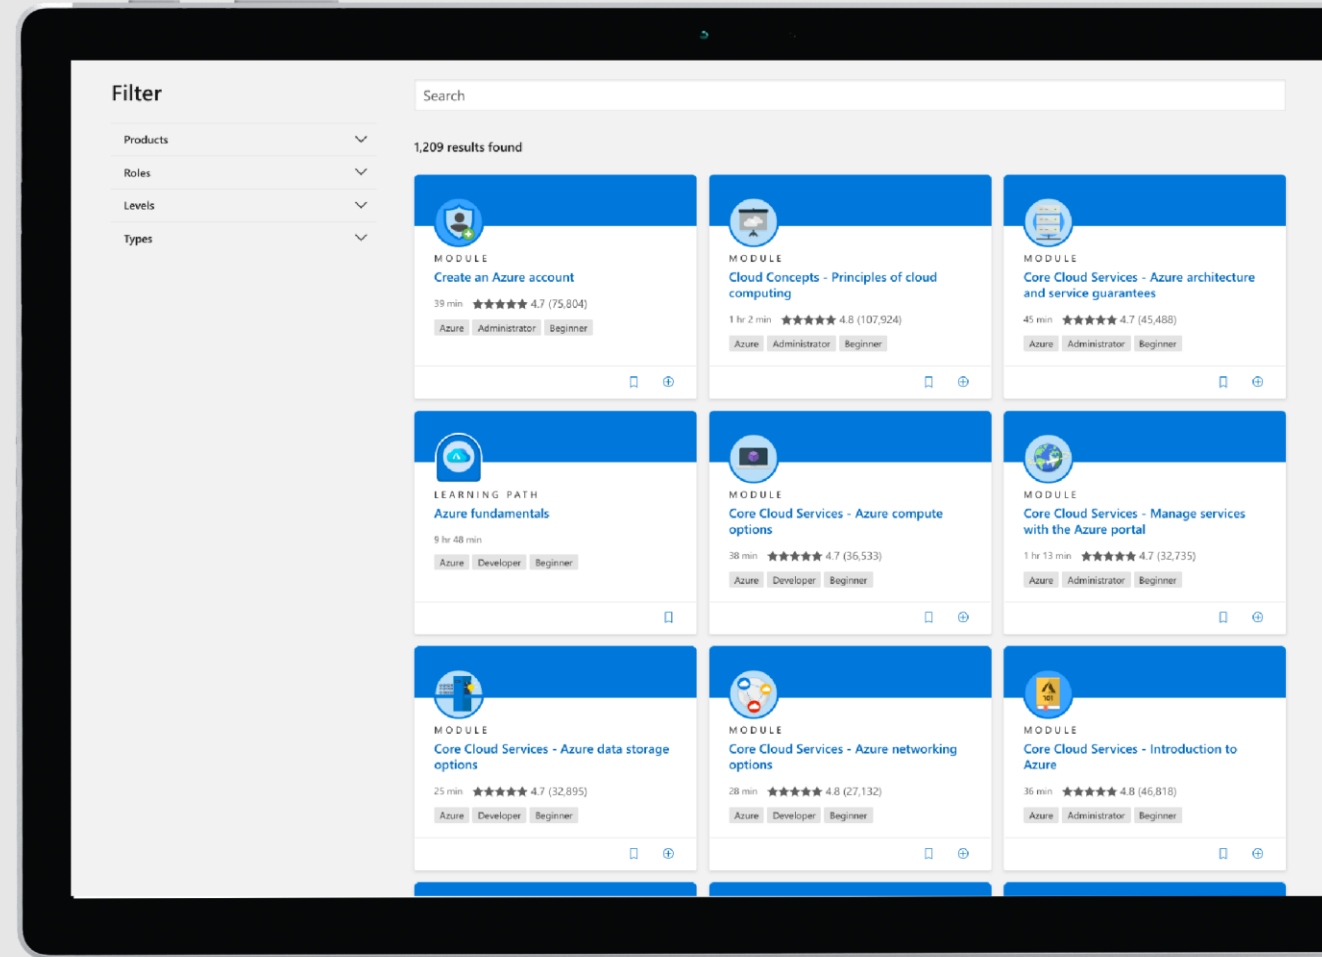 Filter
Search
Products
Roles
Levels
Types
1,209 results found
MODULE
Create an Azure account
39 min 4.7 (75,804)
Azure Administrator Beginner
MODULE
Cloud Concepts - Principles of cloud
computing
1 hr 2 min 4.8 (107,924)
Azure Administrator Beginner
MODULE
Core Cloud Services - Azure architecture
and service guarantees
45 min 4.7 (45,488)
Azure Administrator Beginner
LEARNING PATH
Azure fundamentals
9 hr 48 min
Azure Developer Beginner
MODULE
Core Cloud Services - Azure compute
options
38 min 4.7 (36,533)
Azure Developer Beginner
MODULE
Core Cloud Services - Manage services
with the Azure portal
1 hr 13 min 4.7 (32,735)
Azure Administrator Beginner
MODULE
Core Cloud Services - Azure data storage
options
25 min 4.7 (32,895)
Azure Developer Beginner
MODULE
Core Cloud Services - Azure networking
options
28 min 4.8 (27,132)
Azure Developer Beginner
101
MODULE
Core Cloud Services - Introduction to
Azure
36 min 4.8 (46,818)
Azure Administrator Beginner